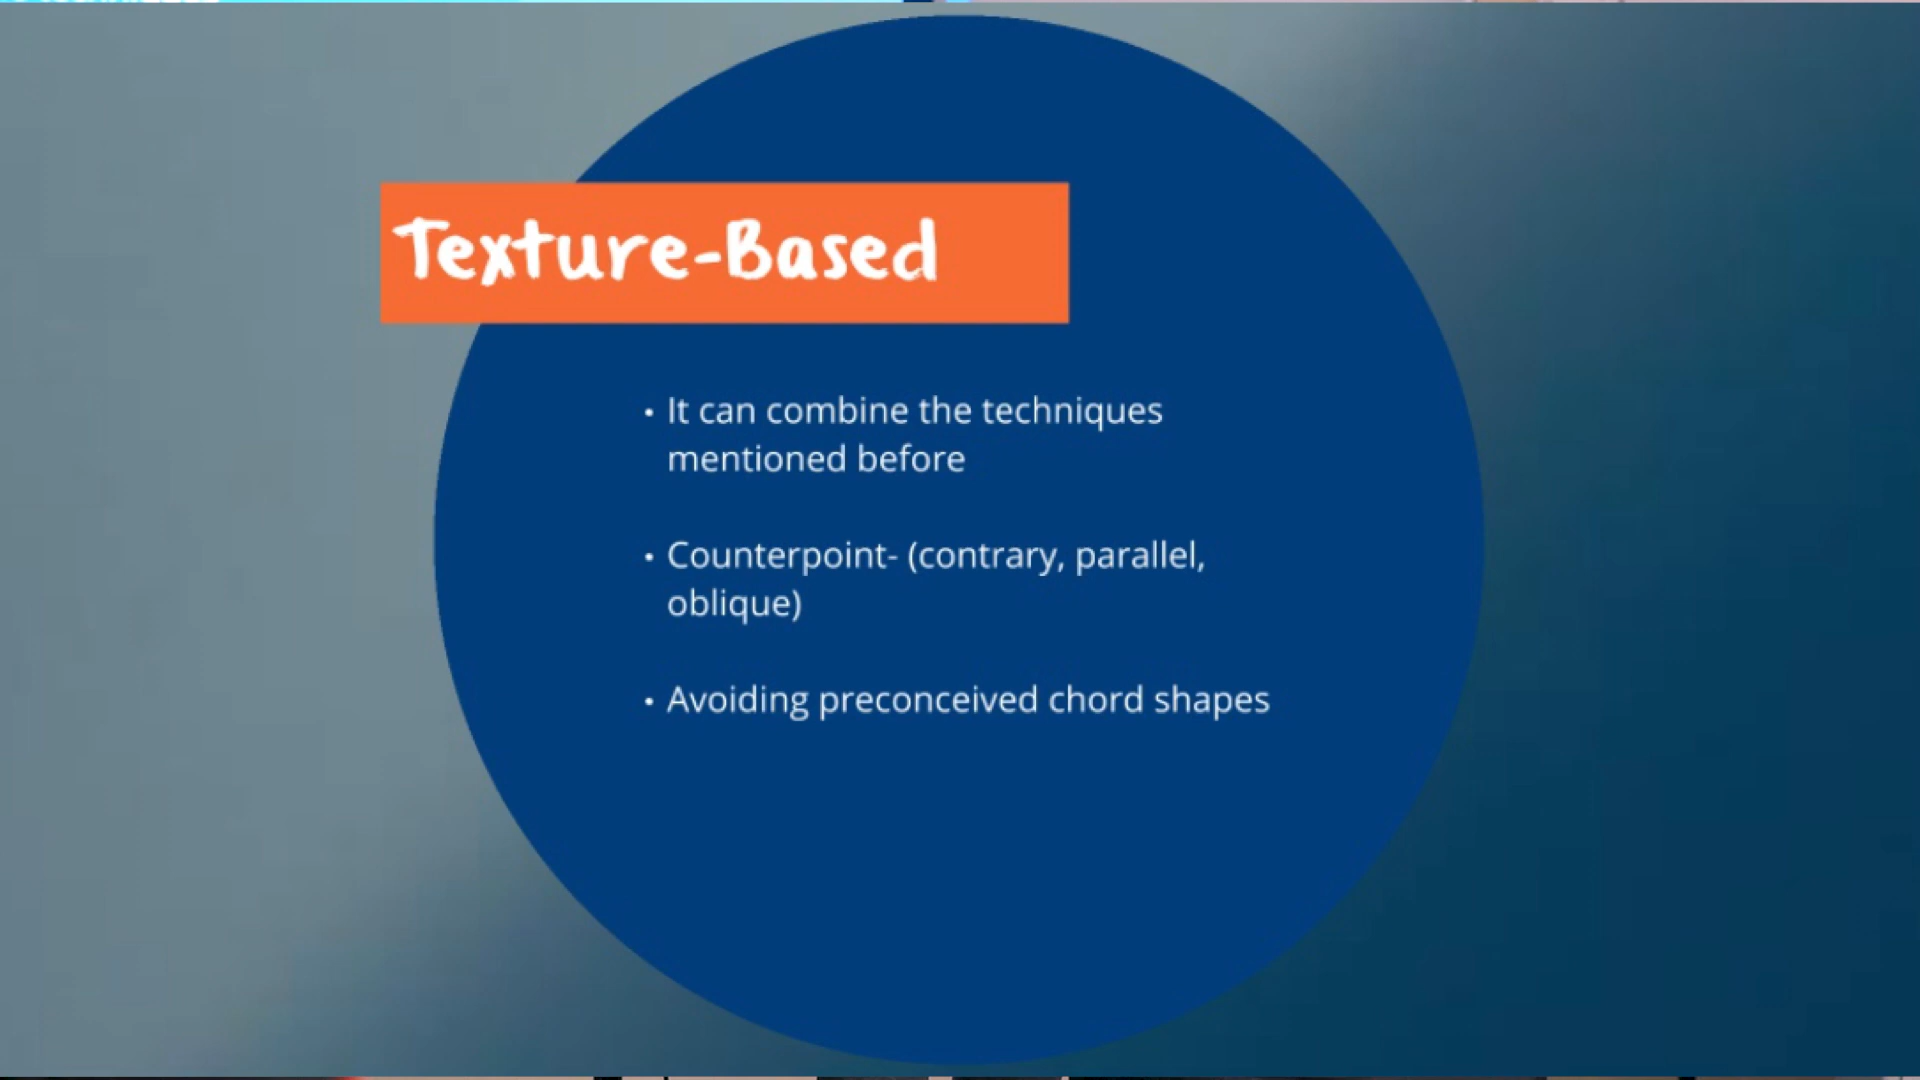 Texture-Based
• It can combine the techniques
mentioned before
• Counterpoint- (contrary, parallel,
oblique)
• Avoiding preconceived chord shapes